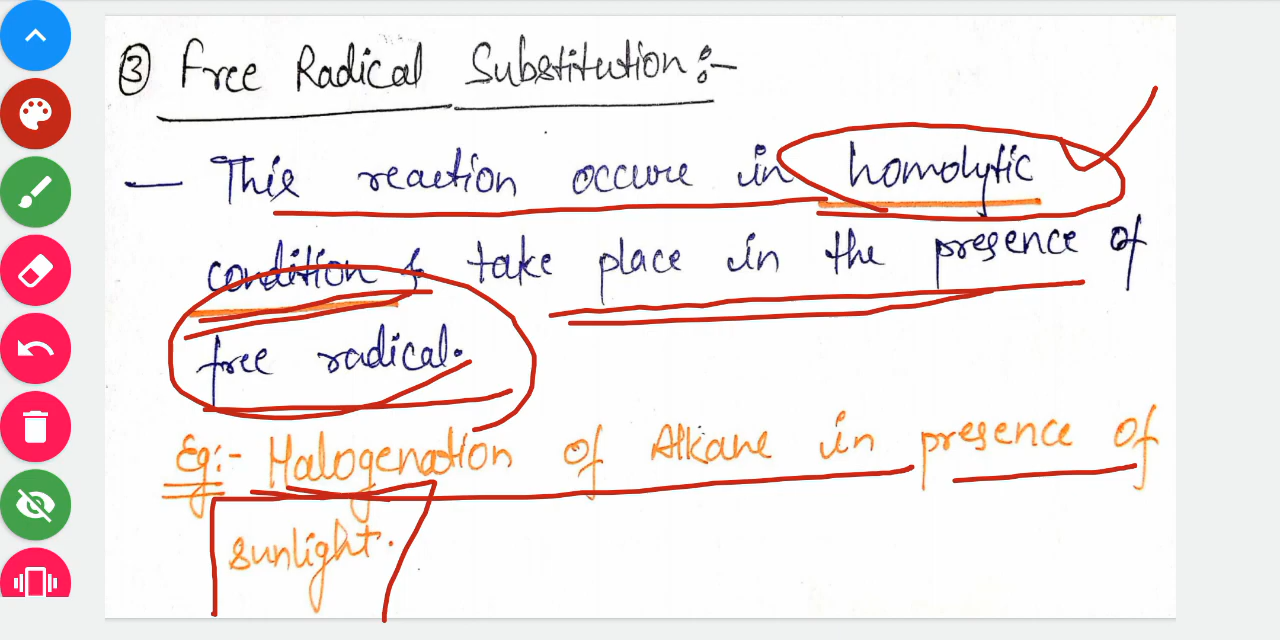 ③ Free Radical Substitution :-
— This reaction occure in homolytic
condition & take place in the presence of
free radical.
Eg:- Halogenation of Alkane in presence of
sunlight.